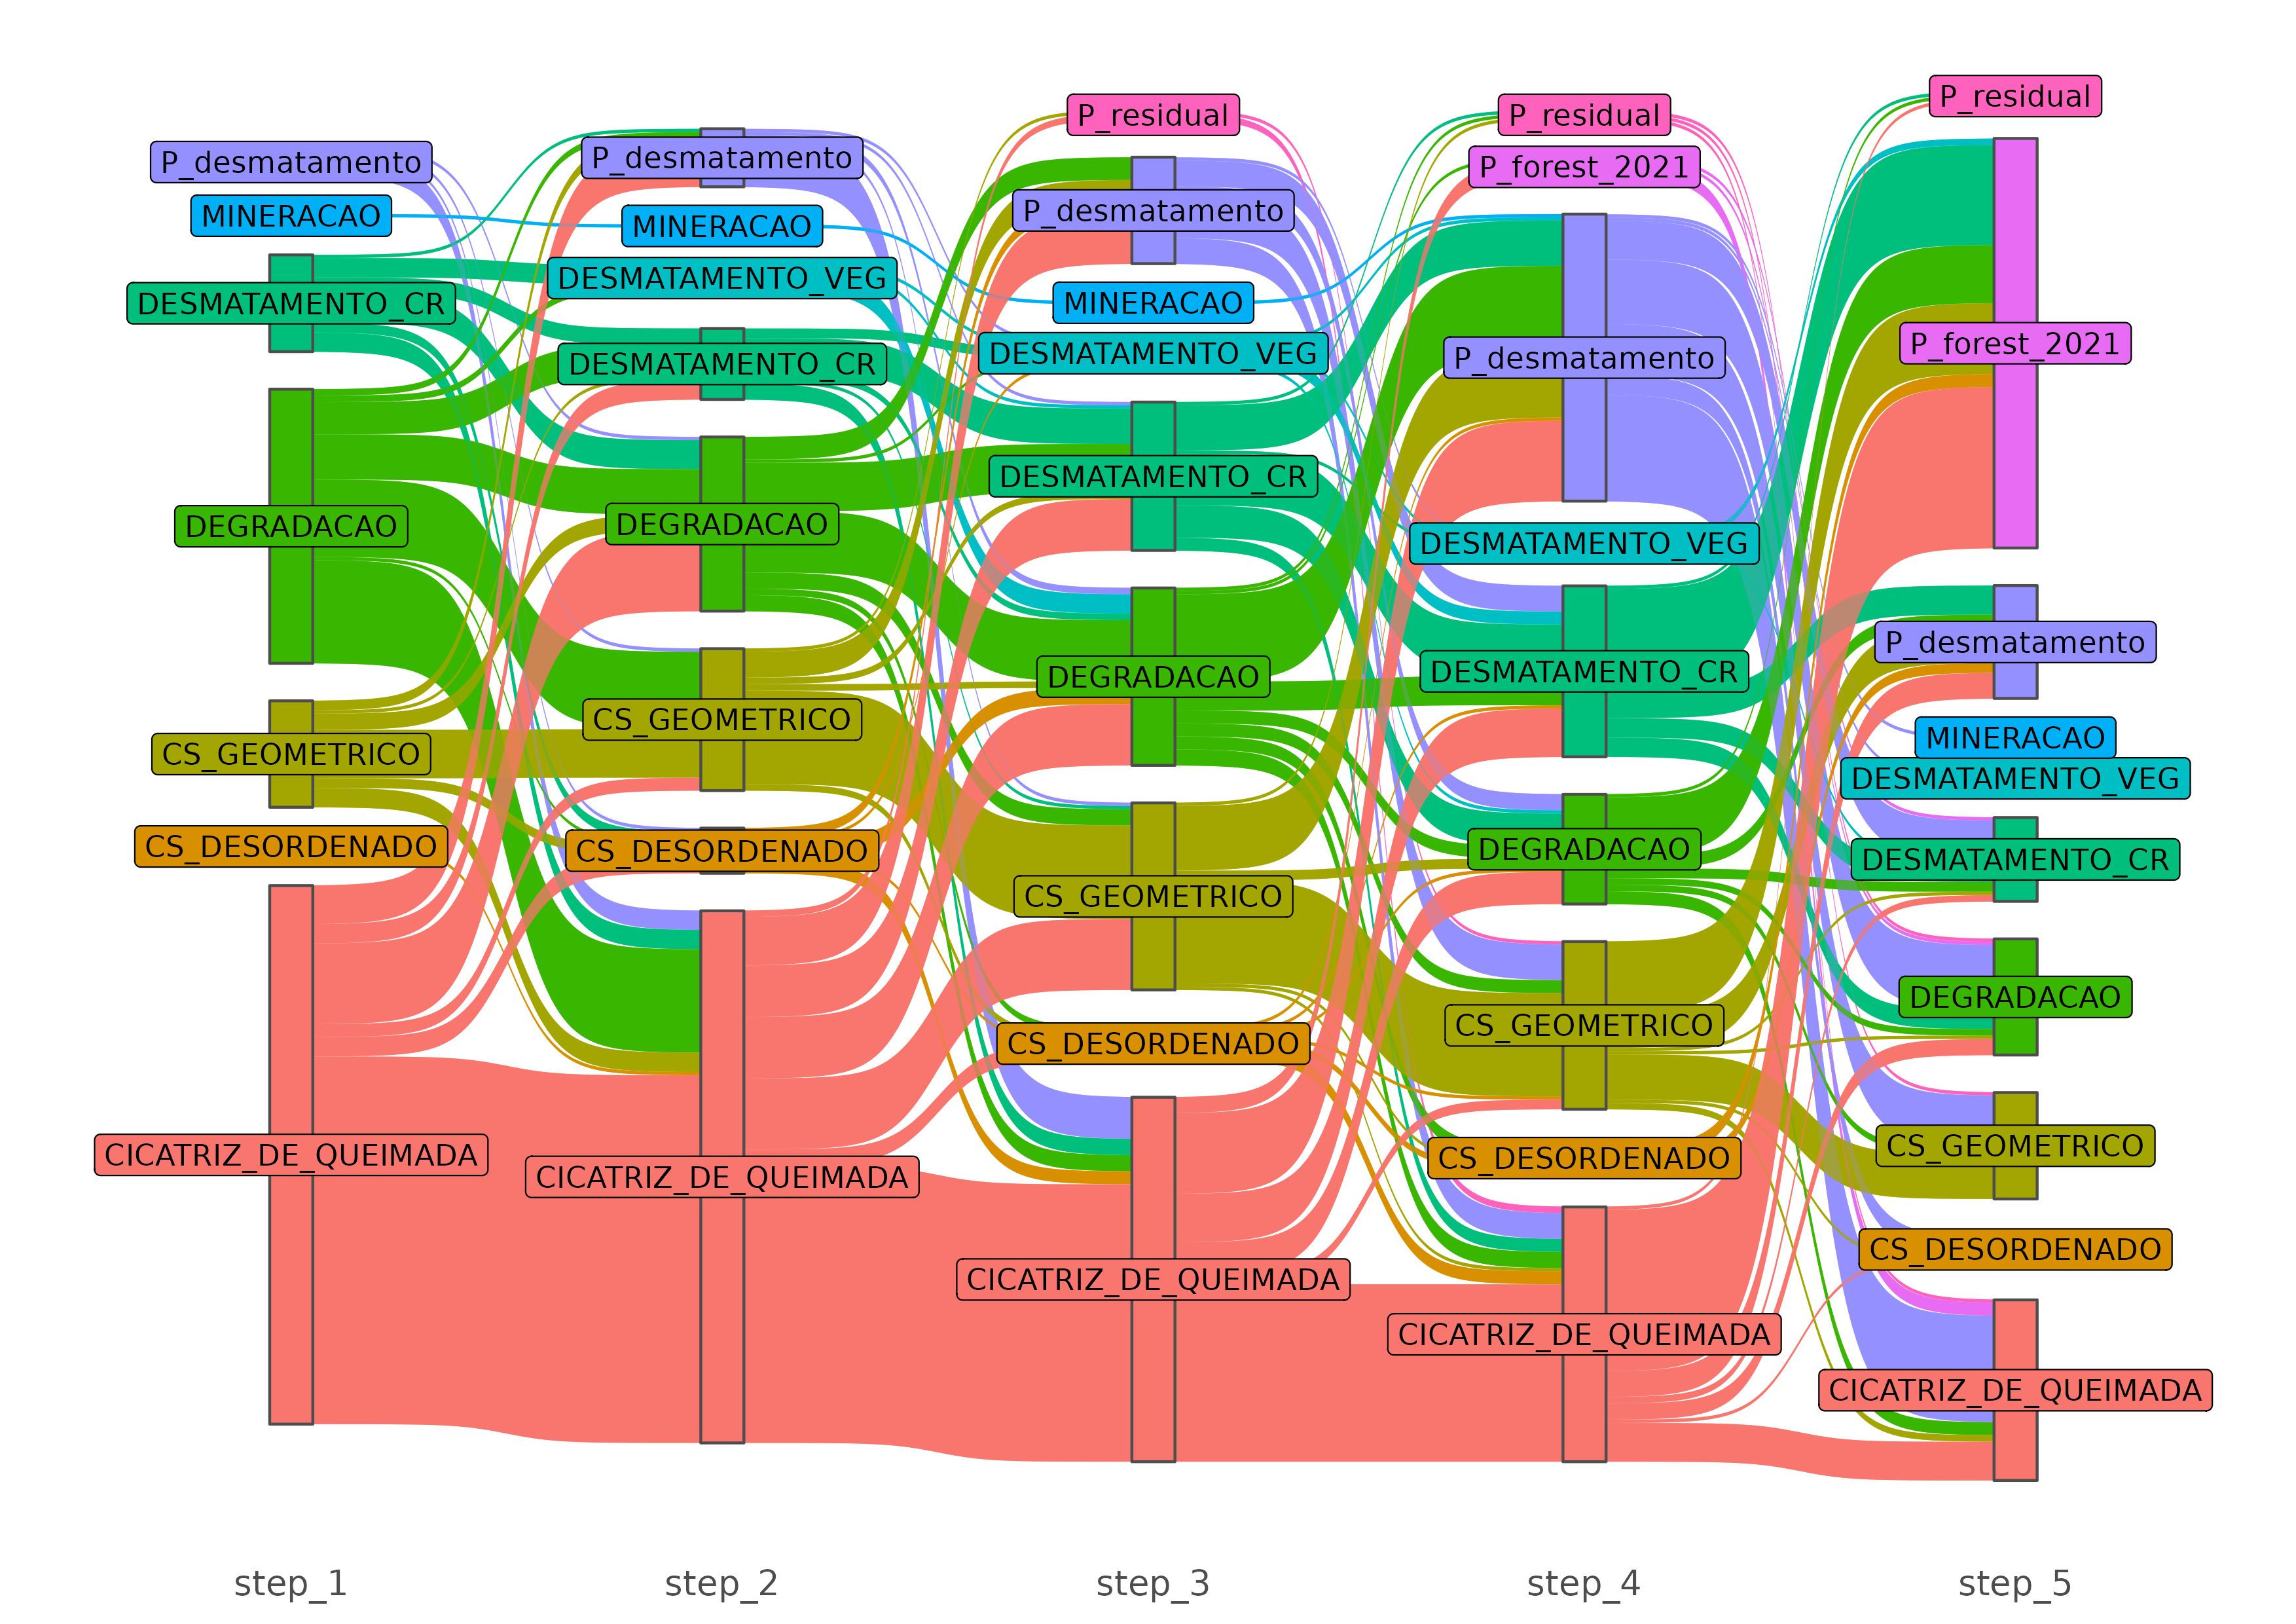 P_desmatamento
MINERACAO
DESMATAMENTO_CR
DEGRADACAO
CS_GEOMETRICO
CS_DESORDENADO
CICATRIZ_DE_QUEIMADA
P_desmatamento
MINERACAO
DESMATAMENTO_VEG
DESMATAMENTO_CR
DEGRADACAO
CS_GEOMETRICO
CS_DESORDENADO
CICATRIZ_DE_QUEIMADA
P_residual
P_desmatamento
MINERACAO
DESMATAMENTO_VEG
DESMATAMENTO_CR
DEGRADACAO
CS_GEOMETRICO
CS_DESORDENADO
CICATRIZ_DE_QUEIMADA
P_residual
P_forest_2021
P_desmatamento
DESMATAMENTO_VEG
DESMATAMENTO_CR
DEGRADACAO
CS_GEOMETRICO
CS_DESORDENADO
CICATRIZ_DE_QUEIMADA
P_residual
P_forest_2021
P_desmatamento
MINERACAO
DESMATAMENTO_VEG
DESMATAMENTO_CR
DEGRADACAO
CS_GEOMETRICO
CS_DESORDENADO
CICATRIZ_DE_QUEIMADA
step_1
step_2
step_3
step_4
step_5